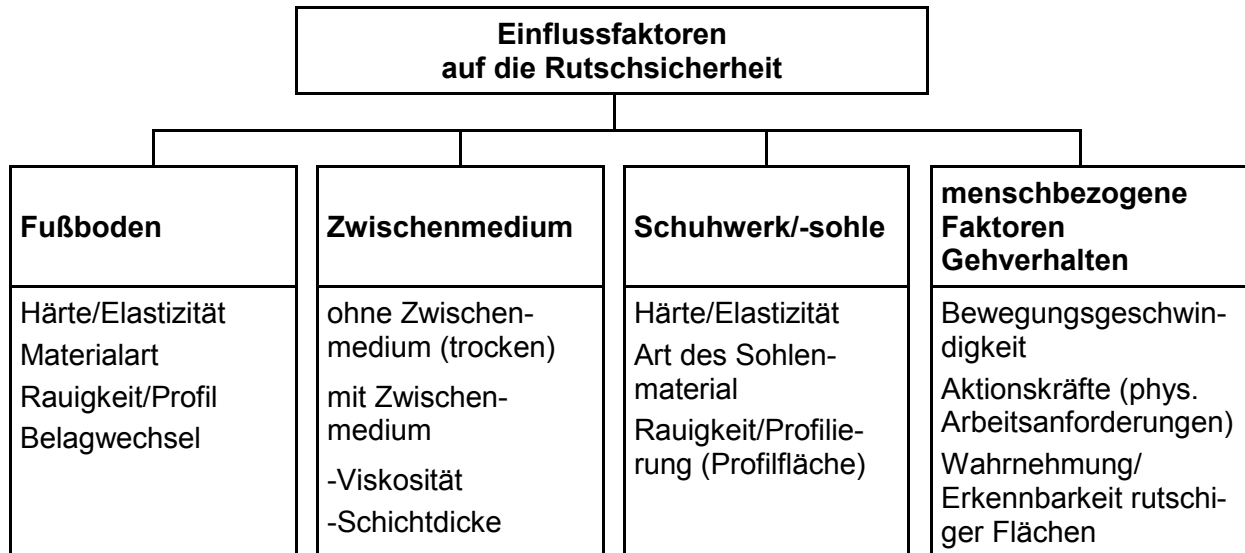 Einflussfaktoren
auf die Rutschsicherheit
Fußboden
Härte/Elastizität
Materialart
Rauigkeit/Profil
Belagwechsel
Zwischenmedium
ohne Zwischen-
medium (trocken)
mit Zwischen-
medium
-Viskosität
-Schichtdicke
Schuhwerk/-sohle
Härte/Elastizität
Art des Sohlen-
material
Rauigkeit/Profilie-
rung (Profilfläche)
menschbezogene
Faktoren
Gehverhalten
Bewegungsgeschwin-
digkeit
Aktionskräfte (phys.
Arbeitsanforderungen)
Wahrnehmung/
Erkennbarkeit rutschi-
ger Flächen